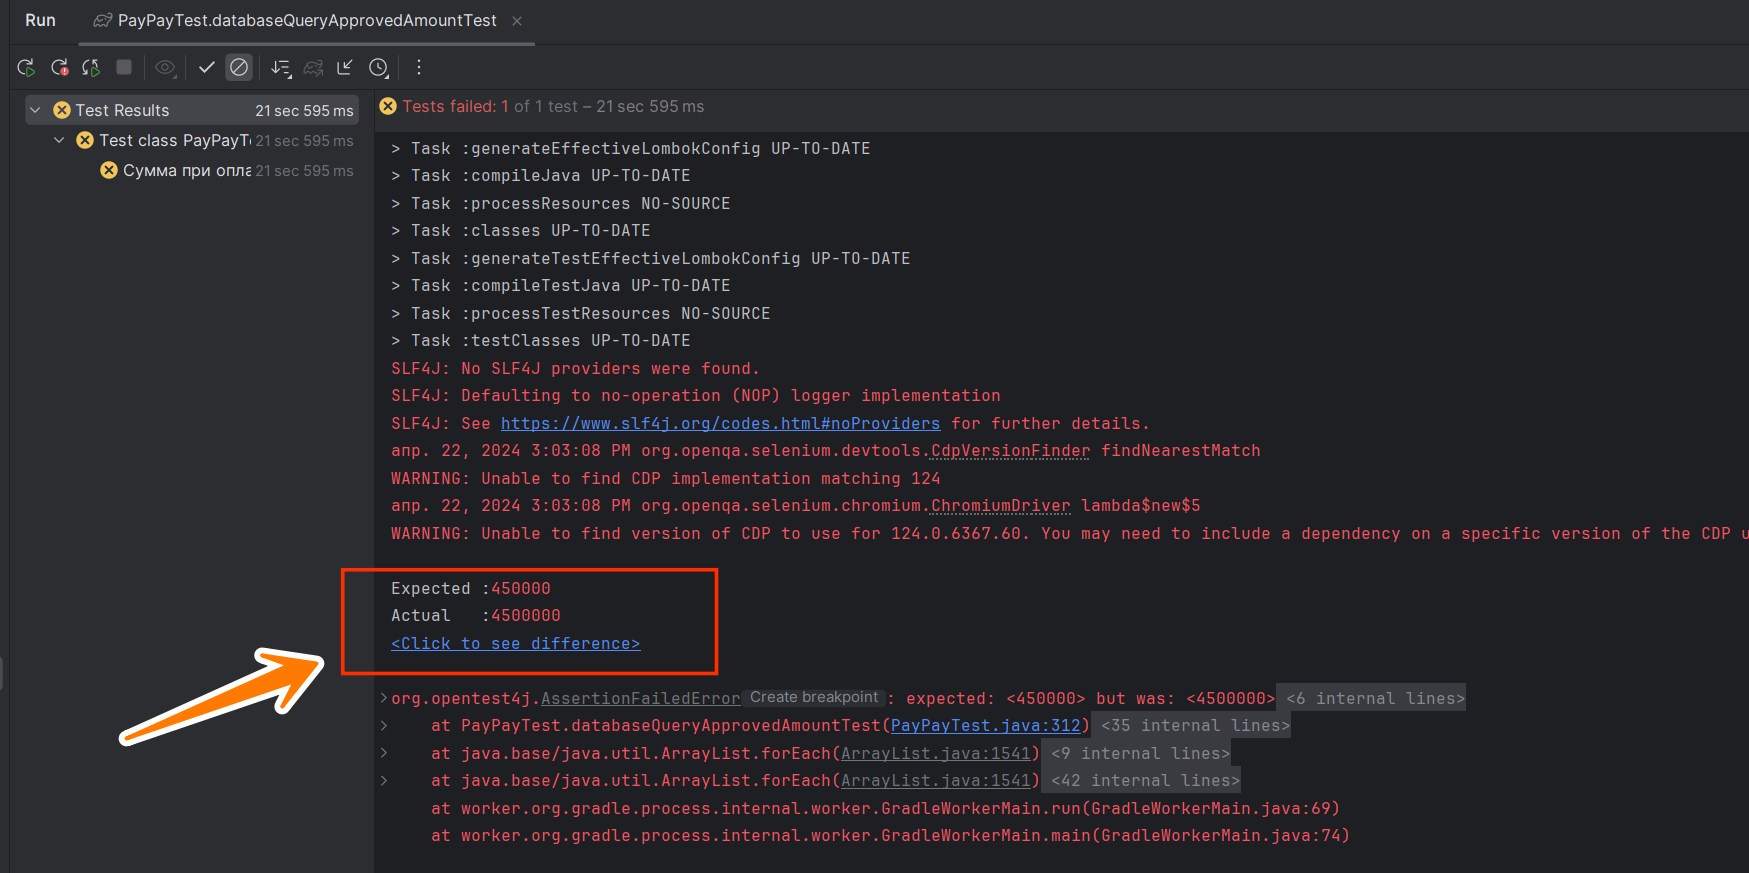 Run PayPayTest.databaseQueryApprovedAmountTest
Test Results 21 sec 595 ms
Test class PayPayT 21 sec 595 ms
Сумма при опла 21 sec 595 ms
Tests failed: 1 of 1 test – 21 sec 595 ms
> Task :generateEffectiveLombokConfig UP-TO-DATE
> Task :compileJava UP-TO-DATE
> Task :processResources NO-SOURCE
> Task :classes UP-TO-DATE
> Task :generateTestEffectiveLombokConfig UP-TO-DATE
> Task :compileTestJava UP-TO-DATE
> Task :processTestResources NO-SOURCE
> Task :testClasses UP-TO-DATE
SLF4J: No SLF4J providers were found.
SLF4J: Defaulting to no-operation (NOP) logger implementation
SLF4J: See https://www.slf4j.org/codes.html#noProviders for further details.
апр. 22, 2024 3:03:08 PM org.openqa.selenium.devtools.CdpVersionFinder findNearestMatch
WARNING: Unable to find CDP implementation matching 124
апр. 22, 2024 3:03:08 PM org.openqa.selenium.chromium.ChromiumDriver lambda$new$5
WARNING: Unable to find version of CDP to use for 124.0.6367.60. You may need to include a dependency on a specific version of the CDP u
Expected :450000
Actual   :4500000
<Click to see difference>
org.opentest4j.AssertionFailedError Create breakpoint : expected: <450000> but was: <4500000> <6 internal lines>
at PayPayTest.databaseQueryApprovedAmountTest(PayPayTest.java:312) <35 internal lines>
at java.base/java.util.ArrayList.forEach(ArrayList.java:1541) <9 internal lines>
at java.base/java.util.ArrayList.forEach(ArrayList.java:1541) <42 internal lines>
at worker.org.gradle.process.internal.worker.GradleWorkerMain.run(GradleWorkerMain.java:69)
at worker.org.gradle.process.internal.worker.GradleWorkerMain.main(GradleWorkerMain.java:74)